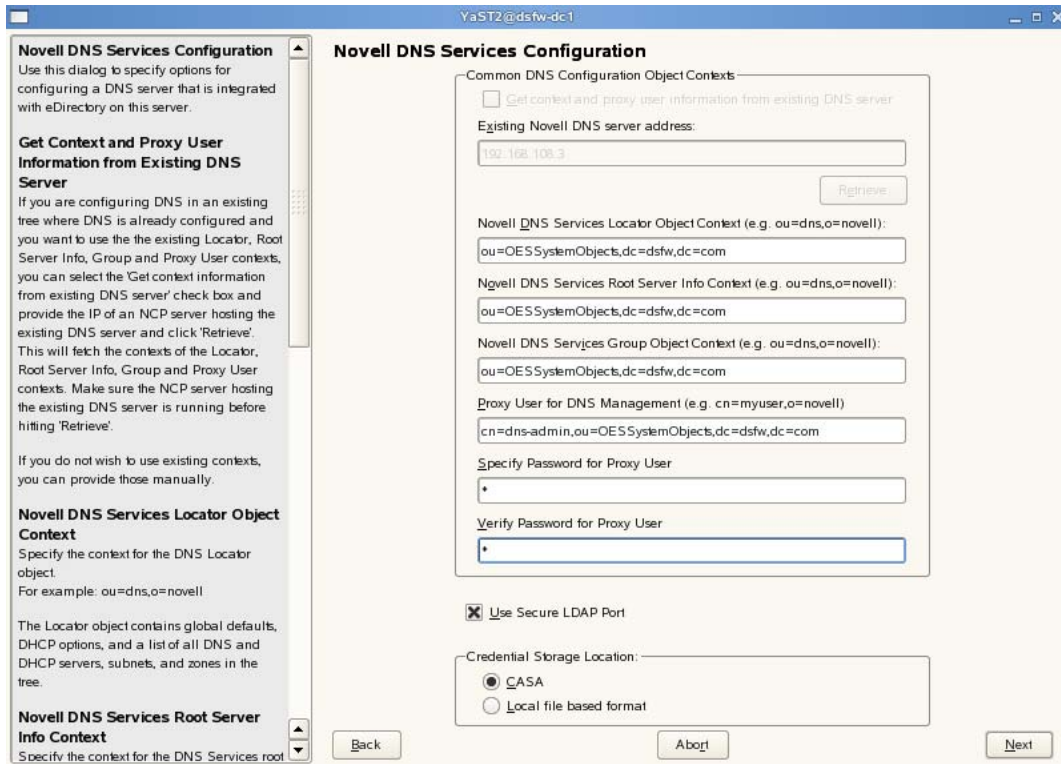 YaST2@dsfw-dc1
Novell DNS Services Configuration
Use this dialog to specify options for
configuring a DNS server that is integrated
with eDirectory on this server.
Get Context and Proxy User
Information from Existing DNS
Server
If you are configuring DNS in an existing
tree where DNS is already configured and
you want to use the the existing Locator, Root
Server Info, Group and Proxy User contexts,
you can select the 'Get context information
from existing DNS server' check box and
provide the IP of an NCP server hosting the
existing DNS server and click 'Retrieve'.
This will fetch the contexts of the Locator,
Root Server Info, Group and Proxy User
contexts. Make sure the NCP server hosting
the existing DNS server is running before
hitting 'Retrieve'.
If you do not wish to use existing contexts,
you can provide those manually.
Novell DNS Services Locator Object
Context
Specify the context for the DNS Locator
object.
For example: ou=dns,o=novell
The Locator object contains global defaults,
DHCP options, and a list of all DNS and
DHCP servers, subnets, and zones in the
tree.
Novell DNS Services Root Server
Info Context
Specify the context for the DNS Services root
Novell DNS Services Configuration
Common DNS Configuration Object Contexts
Get context and proxy user information from existing DNS server
Existing Novell DNS server address:
192.168.108.3
Retrieve
Novell DNS Services Locator Object Context (e.g. ou=dns,o=novell):
ou=OESSystemObjects,dc=dsfw,dc=com
Novell DNS Services Root Server Info Context (e.g. ou=dns,o=novell):
ou=OESSystemObjects,dc=dsfw,dc=com
Novell DNS Services Group Object Context (e.g. ou=dns,o=novell):
ou=OESSystemObjects,dc=dsfw,dc=com
Proxy User for DNS Management (e.g. cn=myuser,o=novell)
cn=dns-admin,ou=OESSystemObjects,dc=dsfw,dc=com
Specify Password for Proxy User
*
Verify Password for Proxy User
*
Use Secure LDAP Port
Credential Storage Location:
CASA
Local file based format
Back
Abort
Next